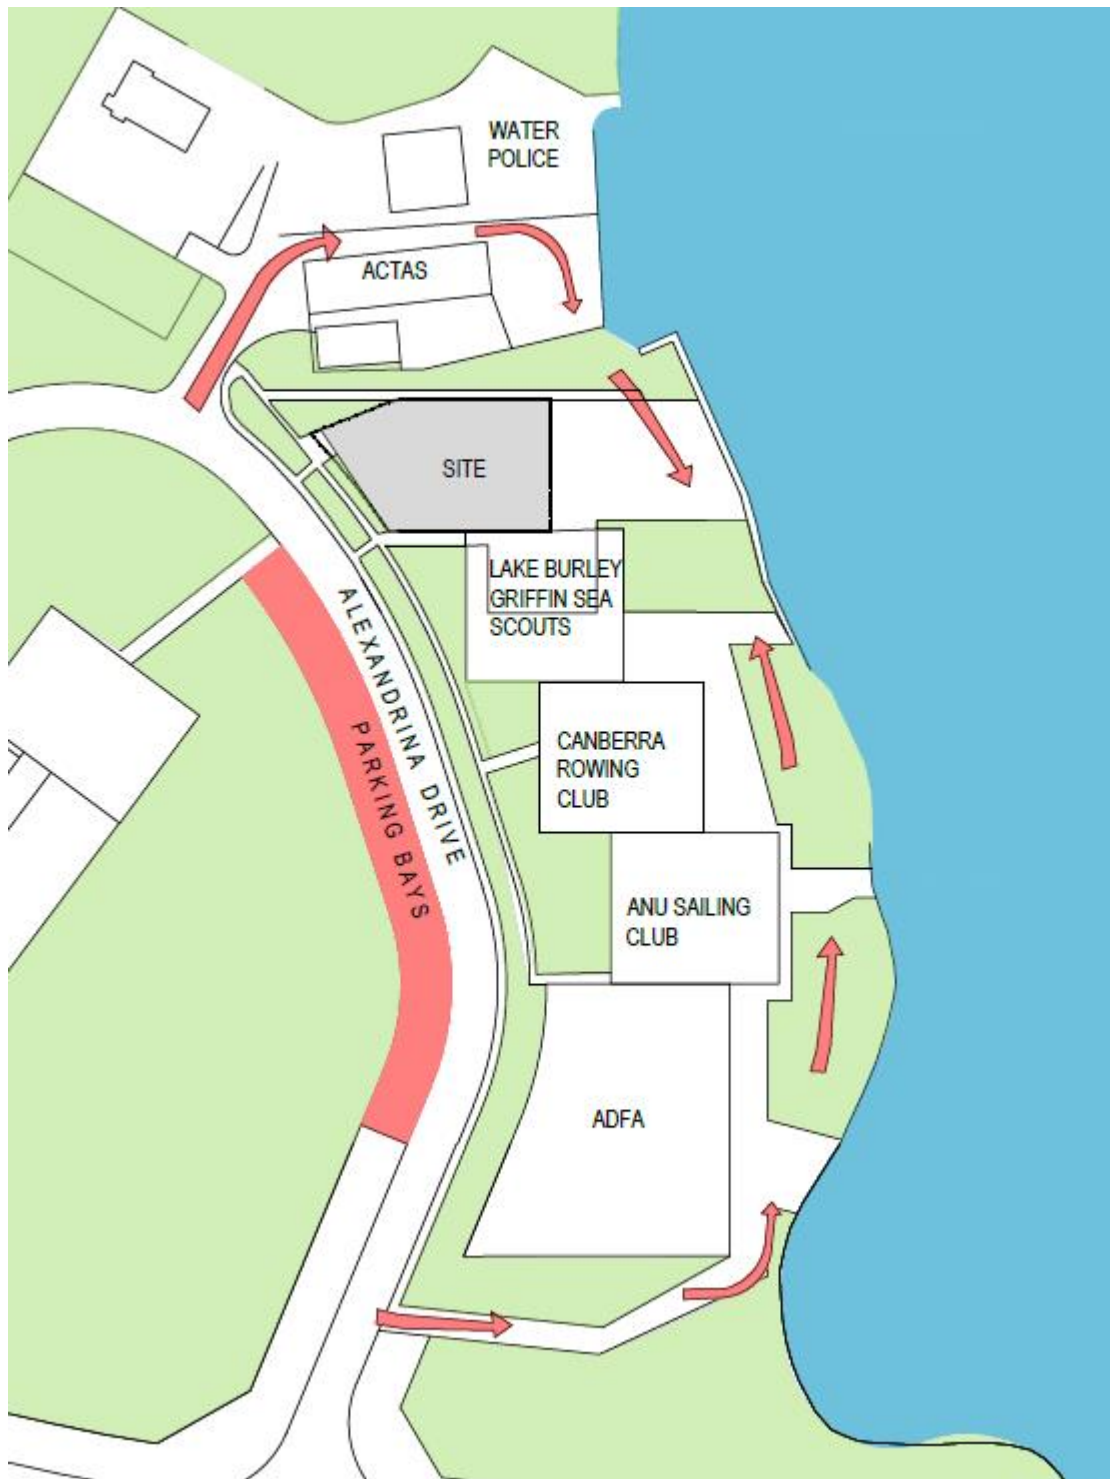 WATER
POLICE
ACTAS
SITE
LAKE BURLEY
GRIFFIN SEA
SCOUTS
ALEXANDRINA DRIVE
PARKING BAYS
CANBERRA
ROWING
CLUB
ANU SAILING
CLUB
ADFA